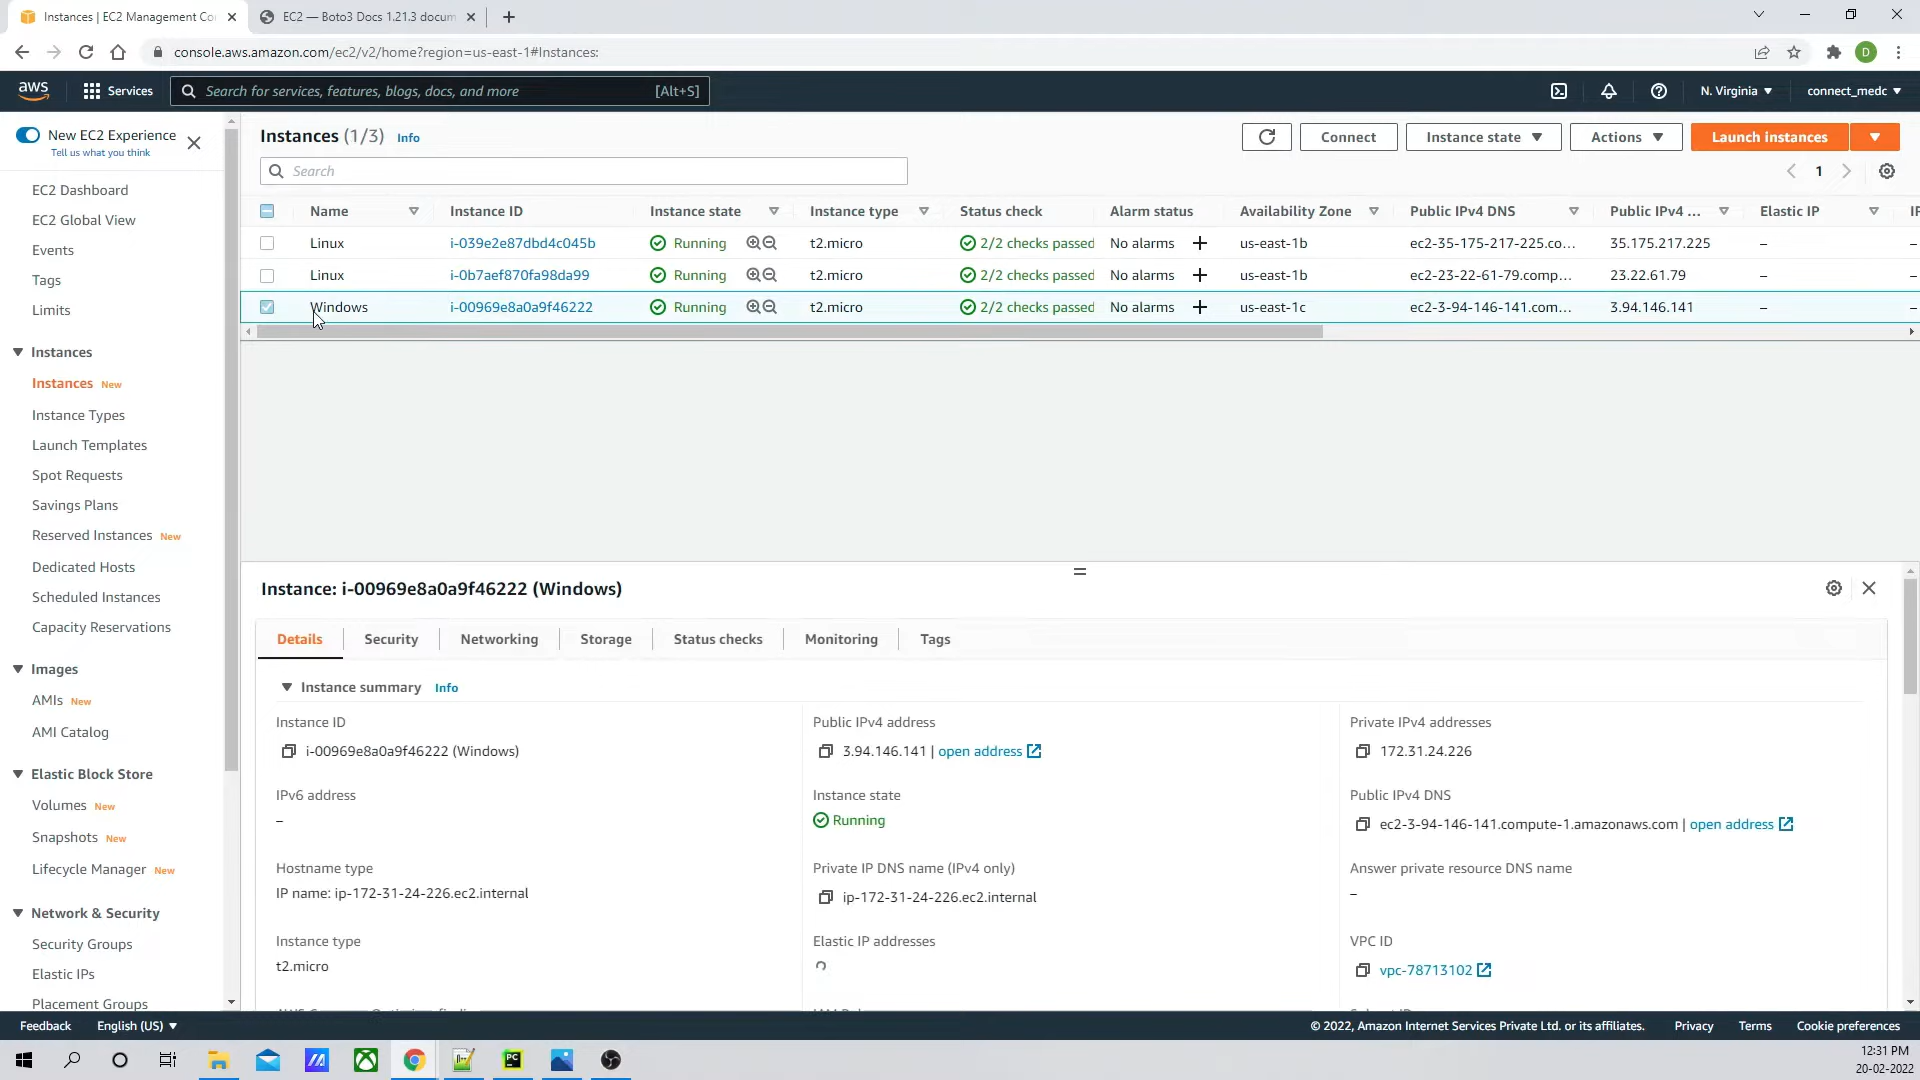 Instances | EC2 Management Co
EC2 — Boto3 Docs 1.21.3 docum
console.aws.amazon.com/ec2/v2/home?region=us-east-1#Instances:
D
aws
Services
Search for services, features, blogs, docs, and more
[Alt+S]
N. Virginia
connect_medc
New EC2 Experience
Tell us what you think
EC2 Dashboard
EC2 Global View
Events
Tags
Limits
Instances
Instances New
Instance Types
Launch Templates
Spot Requests
Savings Plans
Reserved Instances New
Dedicated Hosts
Scheduled Instances
Capacity Reservations
Images
AMIs New
AMI Catalog
Elastic Block Store
Volumes New
Snapshots New
Lifecycle Manager New
Network & Security
Security Groups
Elastic IPs
Placement Groups
Instances (1/3) Info
Connect
Instance state
Actions
Launch instances
Search
1
Name Instance ID Instance state Instance type Status check Alarm status Availability Zone Public IPv4 DNS Public IPv4 ... Elastic IP
Linux i-039e2e87dbd4c045b Running t2.micro 2/2 checks passed No alarms + us-east-1b ec2-35-175-217-225.co... 35.175.217.225 –
Linux i-0b7aef870fa98da99 Running t2.micro 2/2 checks passed No alarms + us-east-1b ec2-23-22-61-79.comp... 23.22.61.79 –
Windows i-00969e8a0a9f46222 Running t2.micro 2/2 checks passed No alarms + us-east-1c ec2-3-94-146-141.com... 3.94.146.141 –
Instance: i-00969e8a0a9f46222 (Windows)
Details
Security
Networking
Storage
Status checks
Monitoring
Tags
Instance summary Info
Instance ID
i-00969e8a0a9f46222 (Windows)
Public IPv4 address
3.94.146.141 | open address
Private IPv4 addresses
172.31.24.226
IPv6 address
–
Instance state
Running
Public IPv4 DNS
ec2-3-94-146-141.compute-1.amazonaws.com | open address
Hostname type
IP name: ip-172-31-24-226.ec2.internal
Private IP DNS name (IPv4 only)
ip-172-31-24-226.ec2.internal
Answer private resource DNS name
–
Instance type
t2.micro
Elastic IP addresses
VPC ID
vpc-78713102
Feedback
English (US)
© 2022, Amazon Internet Services Private Ltd. or its affiliates.
Privacy
Terms
Cookie preferences
PC
12:31 PM
20-02-2022